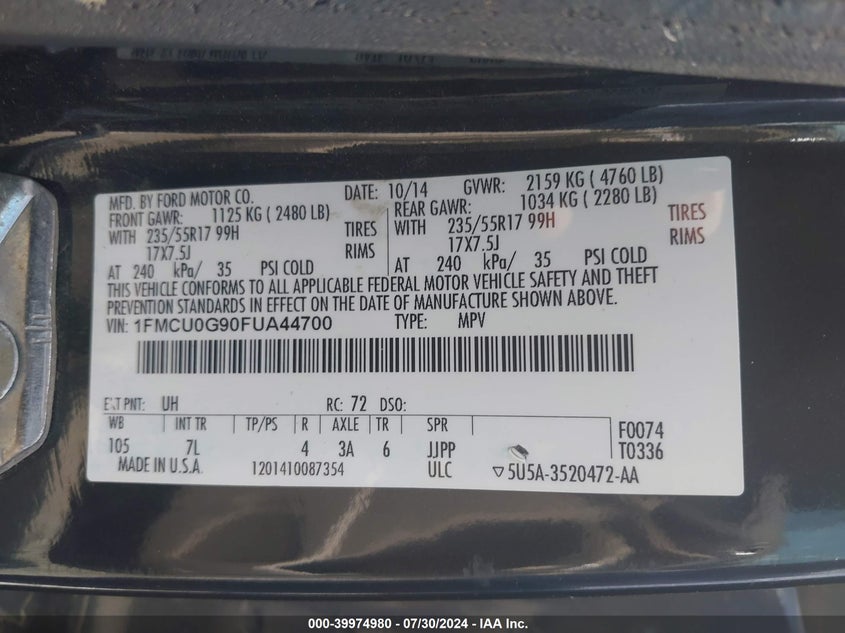 MFD. BY FORD MOTOR CO. DATE: 10/14 GVWR: 2159 KG ( 4760 LB)
FRONT GAWR: 1125 KG ( 2480 LB) REAR GAWR: 1034 KG ( 2280 LB)
WITH 235/55R17 99H TIRES WITH 235/55R17 99H TIRES
17X7.5J RIMS 17X7.5J RIMS
AT 240 kPa/ 35 PSI COLD AT 240 kPa/ 35 PSI COLD
THIS VEHICLE CONFORMS TO ALL APPLICABLE FEDERAL MOTOR VEHICLE SAFETY AND THEFT
PREVENTION STANDARDS IN EFFECT ON THE DATE OF MANUFACTURE SHOWN ABOVE.
VIN: 1FMCU0G90FUA44700 TYPE: MPV
EXT PNT: UH RC: 72 DSO:
WB INT TR TP/PS R AXLE TR SPR F0074
105 7L 4 3A 6 JJPP T0336
MADE IN U.S.A. 1201410087354 ULC ▽5U5A-3520472-AA
000-39974980 - 07/30/2024 - IAA Inc.